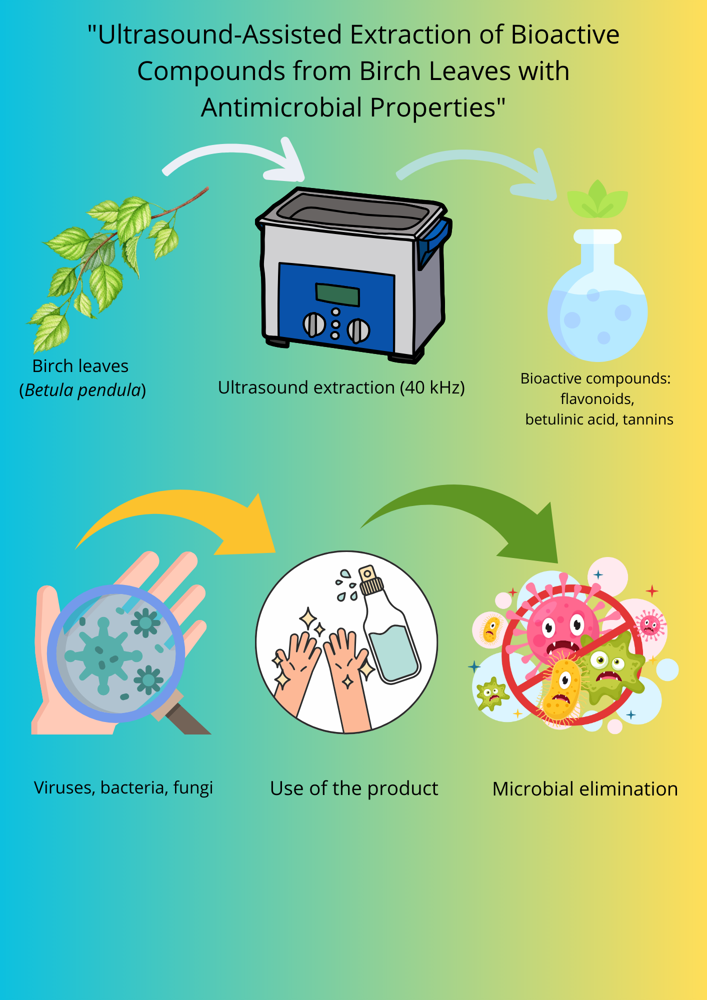 "Ultrasound-Assisted Extraction of Bioactive
Compounds from Birch Leaves with
Antimicrobial Properties"
Birch leaves
(Betula pendula)
Ultrasound extraction (40 kHz)
Bioactive compounds:
flavonoids,
betulinic acid, tannins
Viruses, bacteria, fungi
Use of the product
Microbial elimination